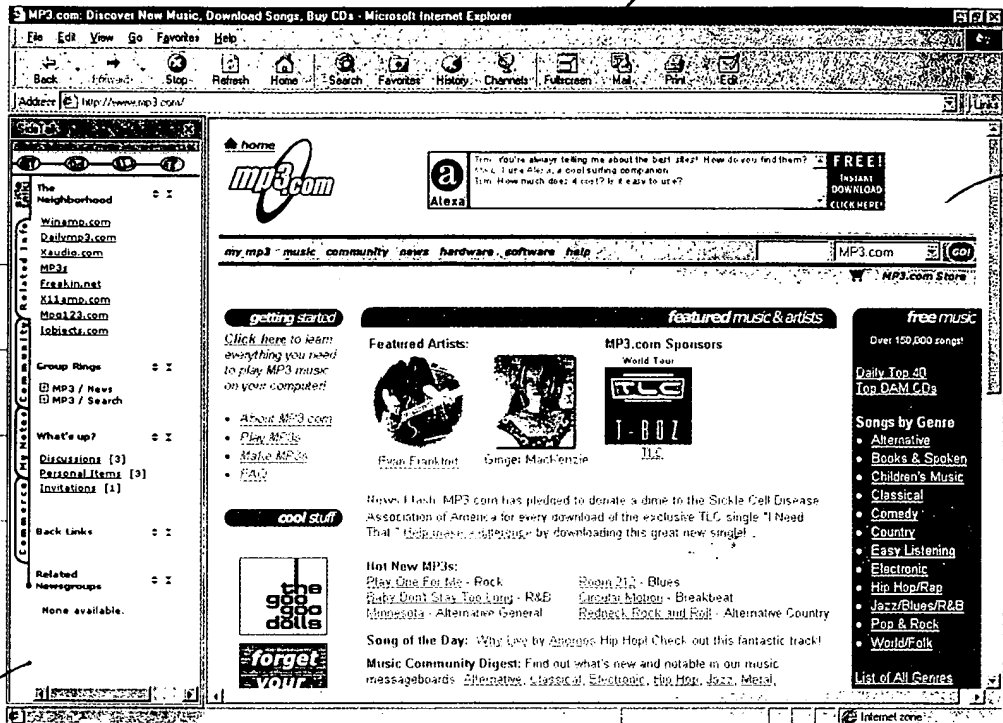 MP3.com: Discover New Music, Download Songs, Buy CDs - Microsoft Internet Explorer
File Edit View Go Favorites Help
Back Forward Stop Refresh Home Search Favorites History Channels Fullscreen Mail Print Edit
Address http://www.mp3.com/ Links
The
Neighborhood
Winamp.com
Dailymp3.com
Xaudio.com
MP3s
Freakin.net
X11amp.com
Mpg123.com
Iobjects.com
Group Rings
MP3 / News
MP3 / Search
What's up?
Discussions [3]
Personal Items [3]
Invitations [1]
Back Links
Related
Newsgroups
None available.
Related Info
Community
My Notes
Commerce
home
mp3.com
a
Alexa
Tim: You're always telling me about the best sites! How do you find them?
I use Alexa, a cool surfing companion
Tim: How much does it cost? Is it easy to use?
FREE!
INSTANT
DOWNLOAD
CLICK HERE!
my mp3 music community news hardware software help MP3.com GO!
MP3.com Store
getting started
Click here to learn
everything you need
to play MP3 music
on your computer!
• About MP3.com
• Play MP3s
• Make MP3s
• FAQ
cool stuff
the
goo
goo
dolls
forget
your
featured music & artists
Featured Artists:
Ryan Frankford
Ginger MacKenzie
MP3.com Sponsors
World Tour
TLC
T-BOZ
TLC
News Flash: MP3.com has pledged to donate a dime to the Sickle Cell Disease
Association of America for every download of the exclusive TLC single "I Need
That." Help make a difference by downloading this great new single!
Hot New MP3s:
Play One For Me - Rock
Baby Don't Stay Too Long - R&B
Minnesota - Alternative General
Room 212 - Blues
Circular Motion - Breakbeat
Redneck Rock and Roll - Alternative Country
Song of the Day: Why Live by Hip Hop! Check out this fantastic track!
Music Community Digest: Find out what's new and notable in our music
messageboards: Alternative, Classical, Electronic, Hip Hop, Jazz, Metal,
free music
Over 150,000 songs!
Daily Top 40
Top DAM CDs
Songs by Genre
• Alternative
• Books & Spoken
• Children's Music
• Classical
• Comedy
• Country
• Easy Listening
• Electronic
• Hip Hop/Rap
• Jazz/Blues/R&B
• Pop & Rock
• World/Folk
List of All Genres
Internet zone